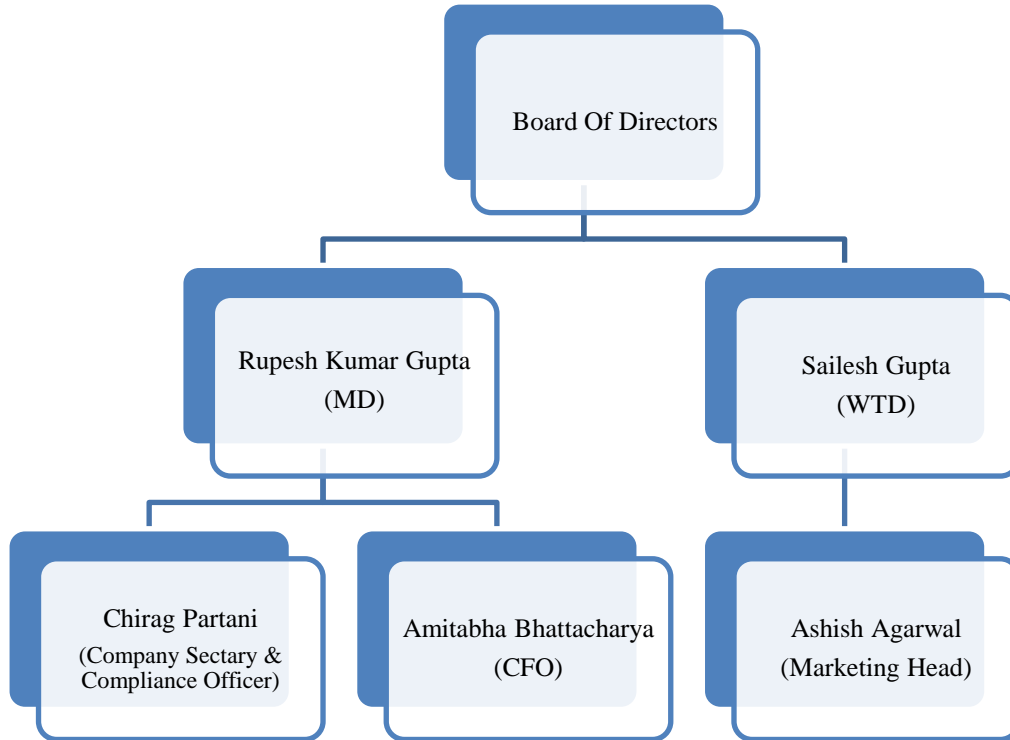 Board Of Directors
Rupesh Kumar Gupta
(MD)
Sailesh Gupta
(WTD)
Chirag Partani
(Company Sectary &
Compliance Officer)
Amitabha Bhattacharya
(CFO)
Ashish Agarwal
(Marketing Head)